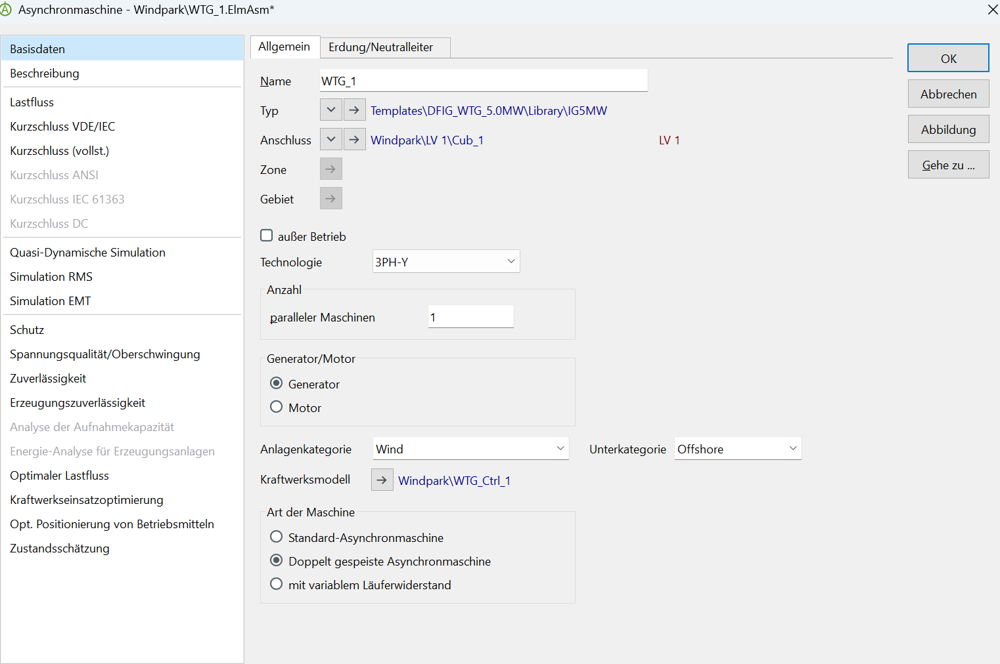 Asynchronmaschine - Windpark\WTG_1.ElmAsm*
Basisdaten
Beschreibung
Lastfluss
Kurzschluss VDE/IEC
Kurzschluss (vollst.)
Kurzschluss ANSI
Kurzschluss IEC 61363
Kurzschluss DC
Quasi-Dynamische Simulation
Simulation RMS
Simulation EMT
Schutz
Spannungsqualität/Oberschwingung
Zuverlässigkeit
Erzeugungszuverlässigkeit
Analyse der Aufnahmekapazität
Energie-Analyse für Erzeugungsanlagen
Optimaler Lastfluss
Kraftwerkseinsatzoptimierung
Opt. Positionierung von Betriebsmitteln
Zustandsschätzung
Allgemein Erdung/Neutralleiter
Name WTG_1
Typ Templates\DFIG_WTG_5.0MW\Library\IG5MW
Anschluss Windpark\LV 1\Cub_1 LV 1
Zone
Gebiet
außer Betrieb
Technologie 3PH-Y
Anzahl
paralleler Maschinen 1
Generator/Motor
Generator
Motor
Anlagenkategorie Wind Unterkategorie Offshore
Kraftwerksmodell Windpark\WTG_Ctrl_1
Art der Maschine
Standard-Asynchronmaschine
Doppelt gespeiste Asynchronmaschine
mit variablem Läuferwiderstand
OK
Abbrechen
Abbildung
Gehe zu ...